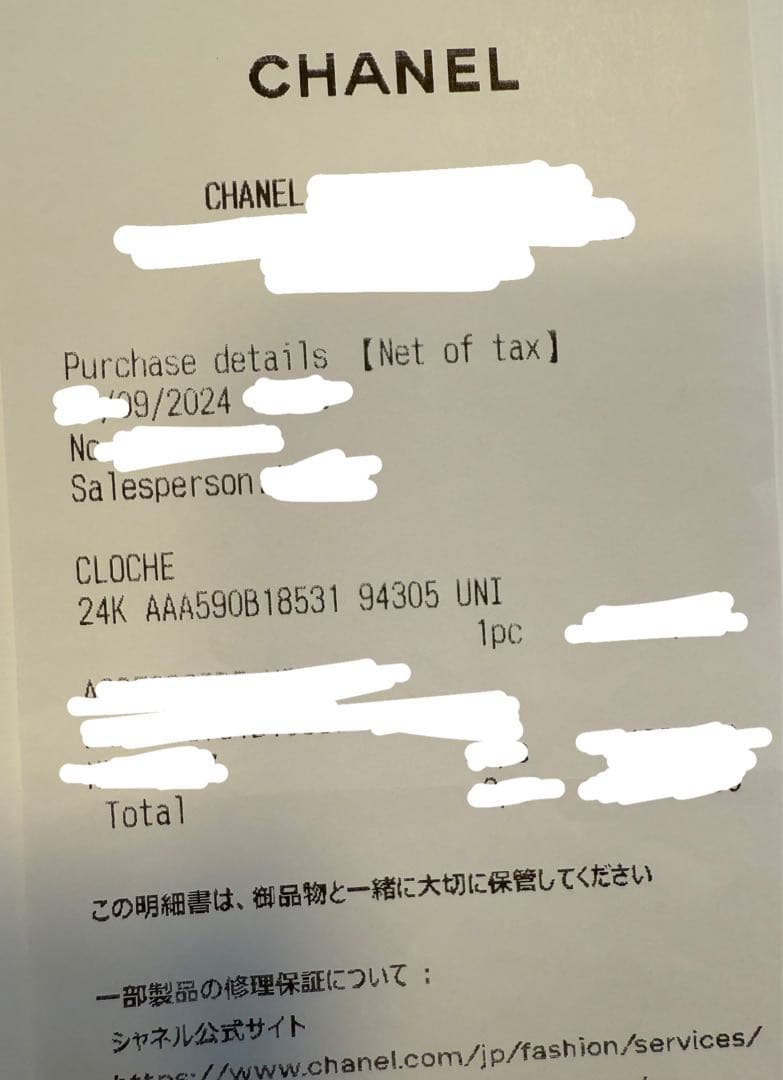 CHANEL
CHANEL
Purchase details 【Net of tax】
/09/2024
No
Salesperson
CLOCHE
24K AAA590B18531 94305 UNI
1pc
Total
この明細書は、御品物と一緒に大切に保管してください
一部製品の修理保証について：
シャネル公式サイト
https://www.chanel.com/jp/fashion/services/